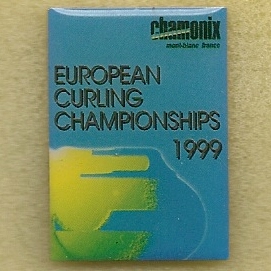 chamonix
mont-blanc france
EUROPEAN
CURLING
CHAMPIONSHIPS
1999